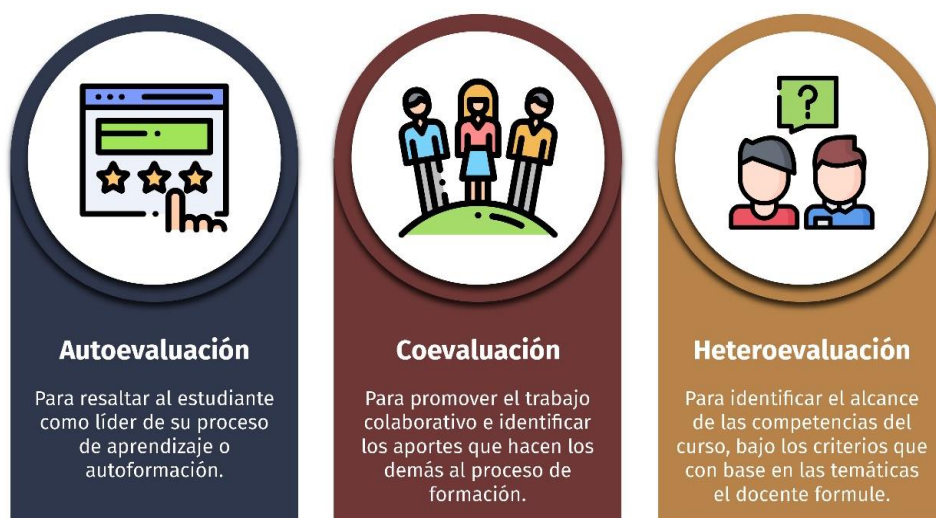 ?
Autoevaluación
Para resaltar al estudiante
como líder de su proceso
de aprendizaje o
autoformación.
Coevaluación
Para promover el trabajo
colaborativo e identificar
los aportes que hacen los
demás al proceso de
formación.
Heteroevaluación
Para identificar el alcance
de las competencias del
curso, bajo los criterios que
con base en las temáticas
el docente formule.